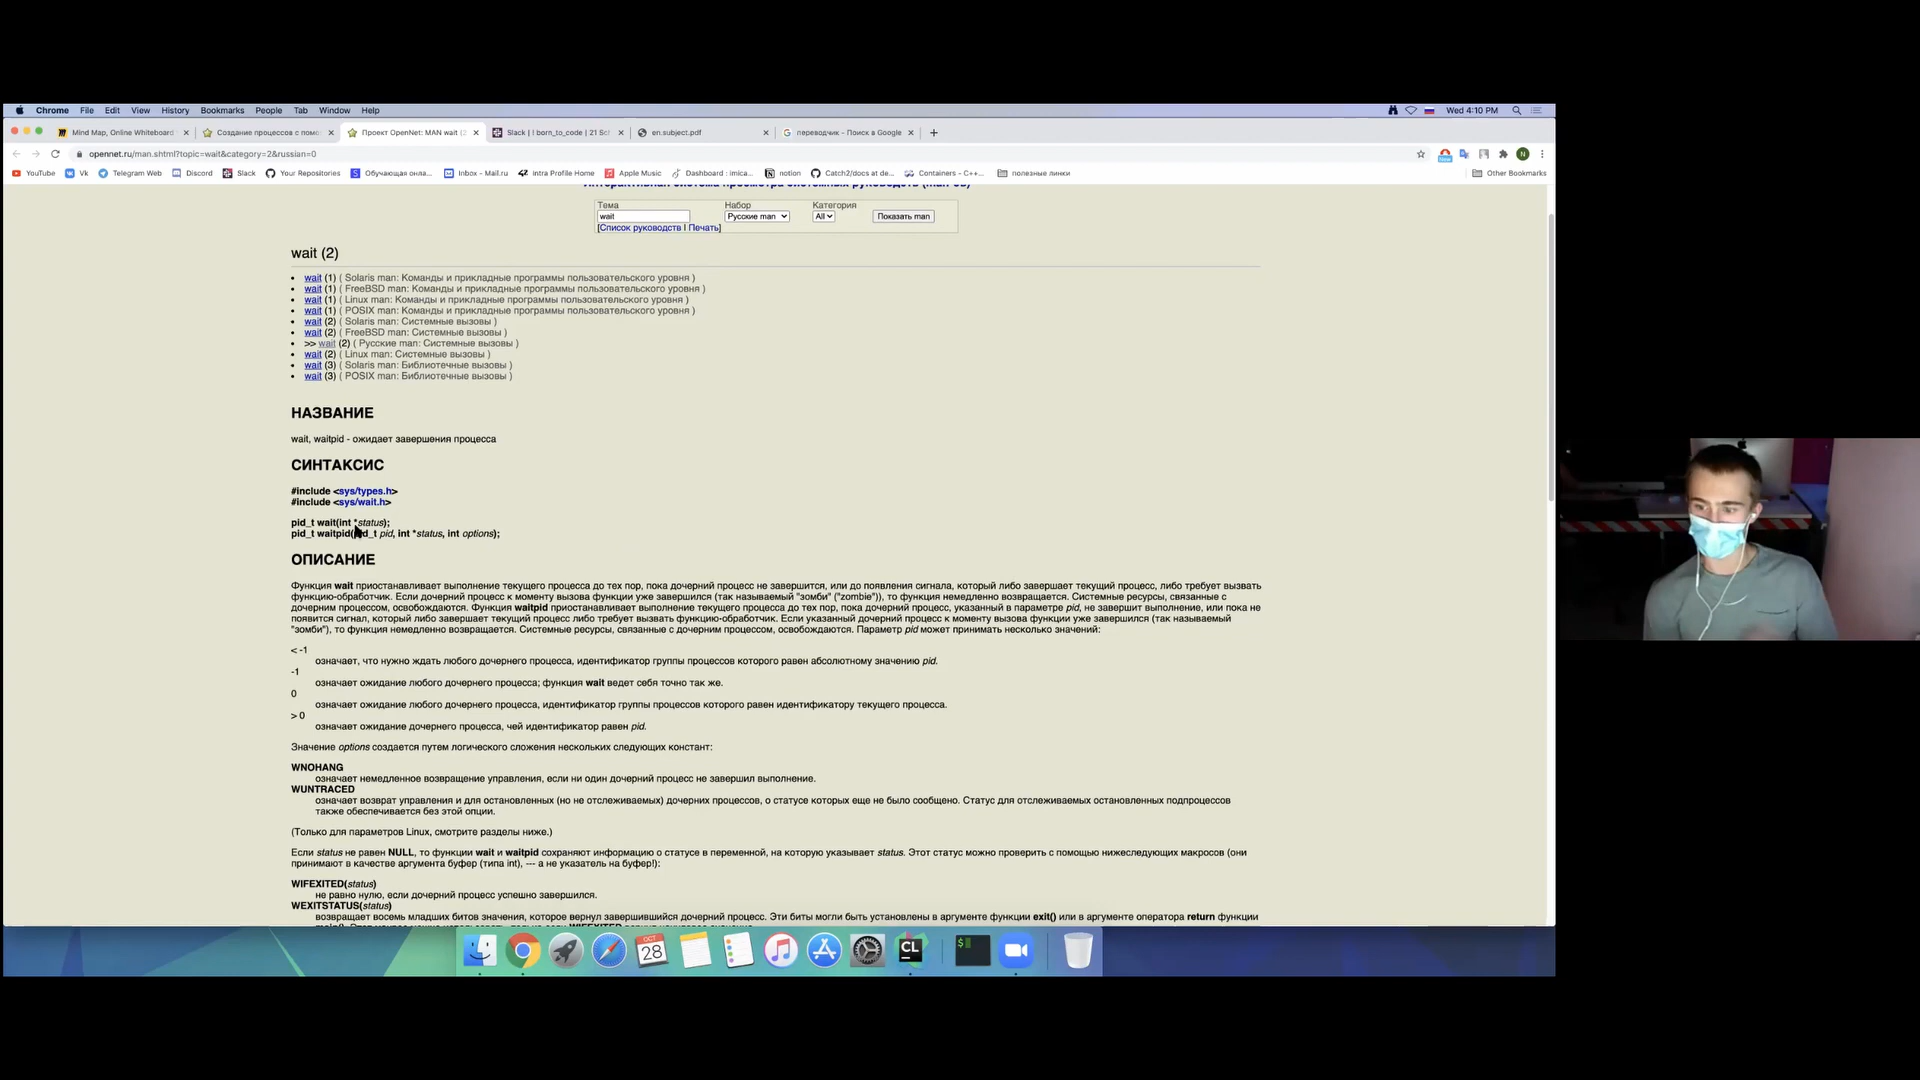 Chrome File Edit View History Bookmarks People Tab Window Help Wed 4:10 PM
Mind Map, Online Whiteboard Создание процессов с помо Проект OpenNet: MAN wait (2 Slack | born_to_code | 21 Sc en.subject.pdf переводчик - Поиск в Google
opennet.ru/man.shtml?topic=wait&category=2&russian=0
YouTube Vk Telegram Web Discord Slack Your Repositories Обучающая онла... Inbox - Mail.ru Intra Profile Home Apple Music Dashboard : imica... notion Catch2/docs at de... Containers - C++... полезные линки Other Bookmarks
Интерактивная система просмотра системных руководств (man-ов)
Тема Набор Категория
wait Русские man All Показать man
[Список руководств | Печать]
wait (2)
wait (1) ( Solaris man: Команды и прикладные программы пользовательского уровня )
wait (1) ( FreeBSD man: Команды и прикладные программы пользовательского уровня )
wait (1) ( Linux man: Команды и прикладные программы пользовательского уровня )
wait (1) ( POSIX man: Команды и прикладные программы пользовательского уровня )
wait (2) ( Solaris man: Системные вызовы )
wait (2) ( FreeBSD man: Системные вызовы )
>> wait (2) ( Русские man: Системные вызовы )
wait (2) ( Linux man: Системные вызовы )
wait (3) ( Solaris man: Библиотечные вызовы )
wait (3) ( POSIX man: Библиотечные вызовы )
НАЗВАНИЕ
wait, waitpid - ожидает завершения процесса
СИНТАКСИС
#include <sys/types.h>
#include <sys/wait.h>
pid_t wait(int *status);
pid_t waitpid(pid_t pid, int *status, int options);
ОПИСАНИЕ
Функция wait приостанавливает выполнение текущего процесса до тех пор, пока дочерний процесс не завершится, или до появления сигнала, который либо завершает текущий процесс, либо требует вызвать
функцию-обработчик. Если дочерний процесс к моменту вызова функции уже завершился (так называемый "зомби" ("zombie")), то функция немедленно возвращается. Системные ресурсы, связанные с
дочерним процессом, освобождаются. Функция waitpid приостанавливает выполнение текущего процесса до тех пор, пока дочерний процесс, указанный в параметре pid, не завершит выполнение, или пока не
появится сигнал, который либо завершает текущий процесс либо требует вызвать функцию-обработчик. Если указанный дочерний процесс к моменту вызова функции уже завершился (так называемый
"зомби"), то функция немедленно возвращается. Системные ресурсы, связанные с дочерним процессом, освобождаются. Параметр pid может принимать несколько значений:
< -1
означает, что нужно ждать любого дочернего процесса, идентификатор группы процессов которого равен абсолютному значению pid.
-1
означает ожидание любого дочернего процесса; функция wait ведет себя точно так же.
0
означает ожидание любого дочернего процесса, идентификатор группы процессов которого равен идентификатору текущего процесса.
> 0
означает ожидание дочернего процесса, чей идентификатор равен pid.
Значение options создается путем логического сложения нескольких следующих констант:
WNOHANG
означает немедленное возвращение управления, если ни один дочерний процесс не завершил выполнение.
WUNTRACED
означает возврат управления и для остановленных (но не отслеживаемых) дочерних процессов, о статусе которых еще не было сообщено. Статус для отслеживаемых остановленных подпроцессов
также обеспечивается без этой опции.
(Только для параметров Linux, смотрите разделы ниже.)
Если status не равен NULL, то функции wait и waitpid сохраняют информацию о статусе в переменной, на которую указывает status. Этот статус можно проверить с помощью нижеследующих макросов (они
принимают в качестве аргумента буфер (типа int), --- а не указатель на буфер!):
WIFEXITED(status)
не равно нулю, если дочерний процесс успешно завершился.
WEXITSTATUS(status)
возвращает восемь младших битов значения, которое вернул завершившийся дочерний процесс. Эти биты могли быть установлены в аргументе функции exit() или в аргументе оператора return функции
OCT
28
CL